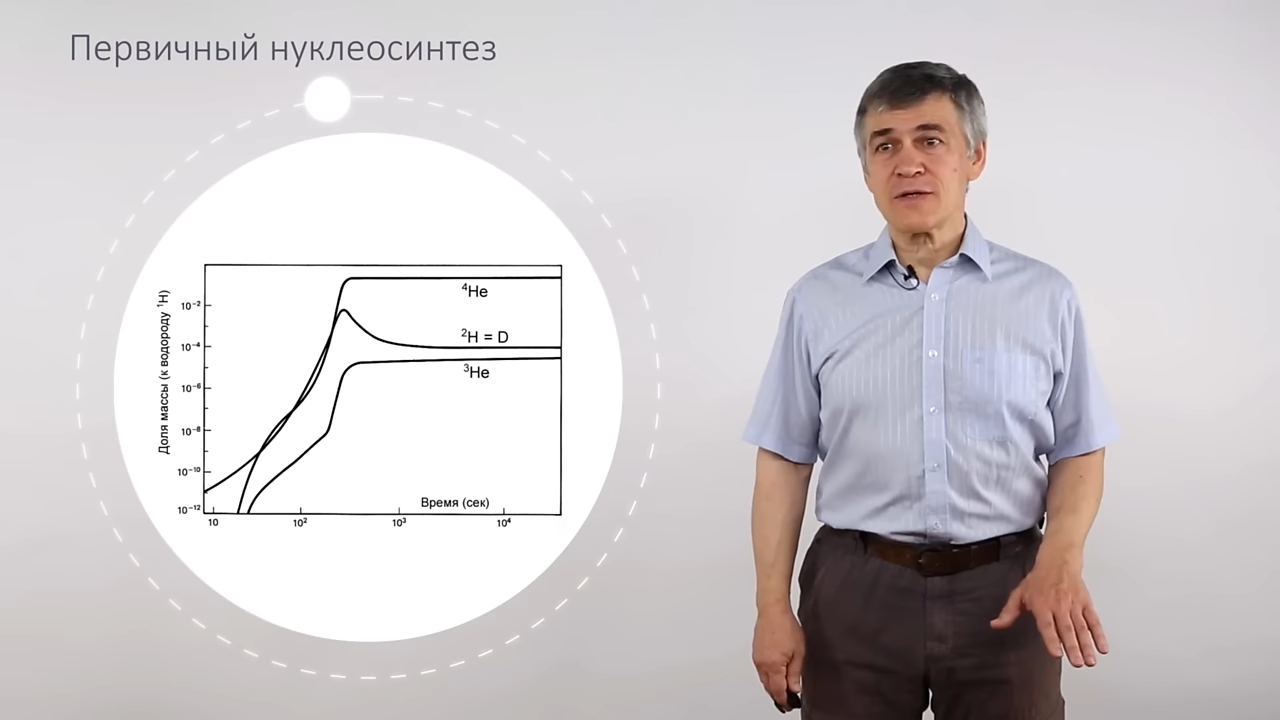 Первичный нуклеосинтез
Доля массы (к водороду ¹H)
10⁻²
10⁻⁴
10⁻⁶
10⁻⁸
10⁻¹⁰
10⁻¹²
⁴He
²H = D
³He
Время (сек)
10
10²
10³
10⁴